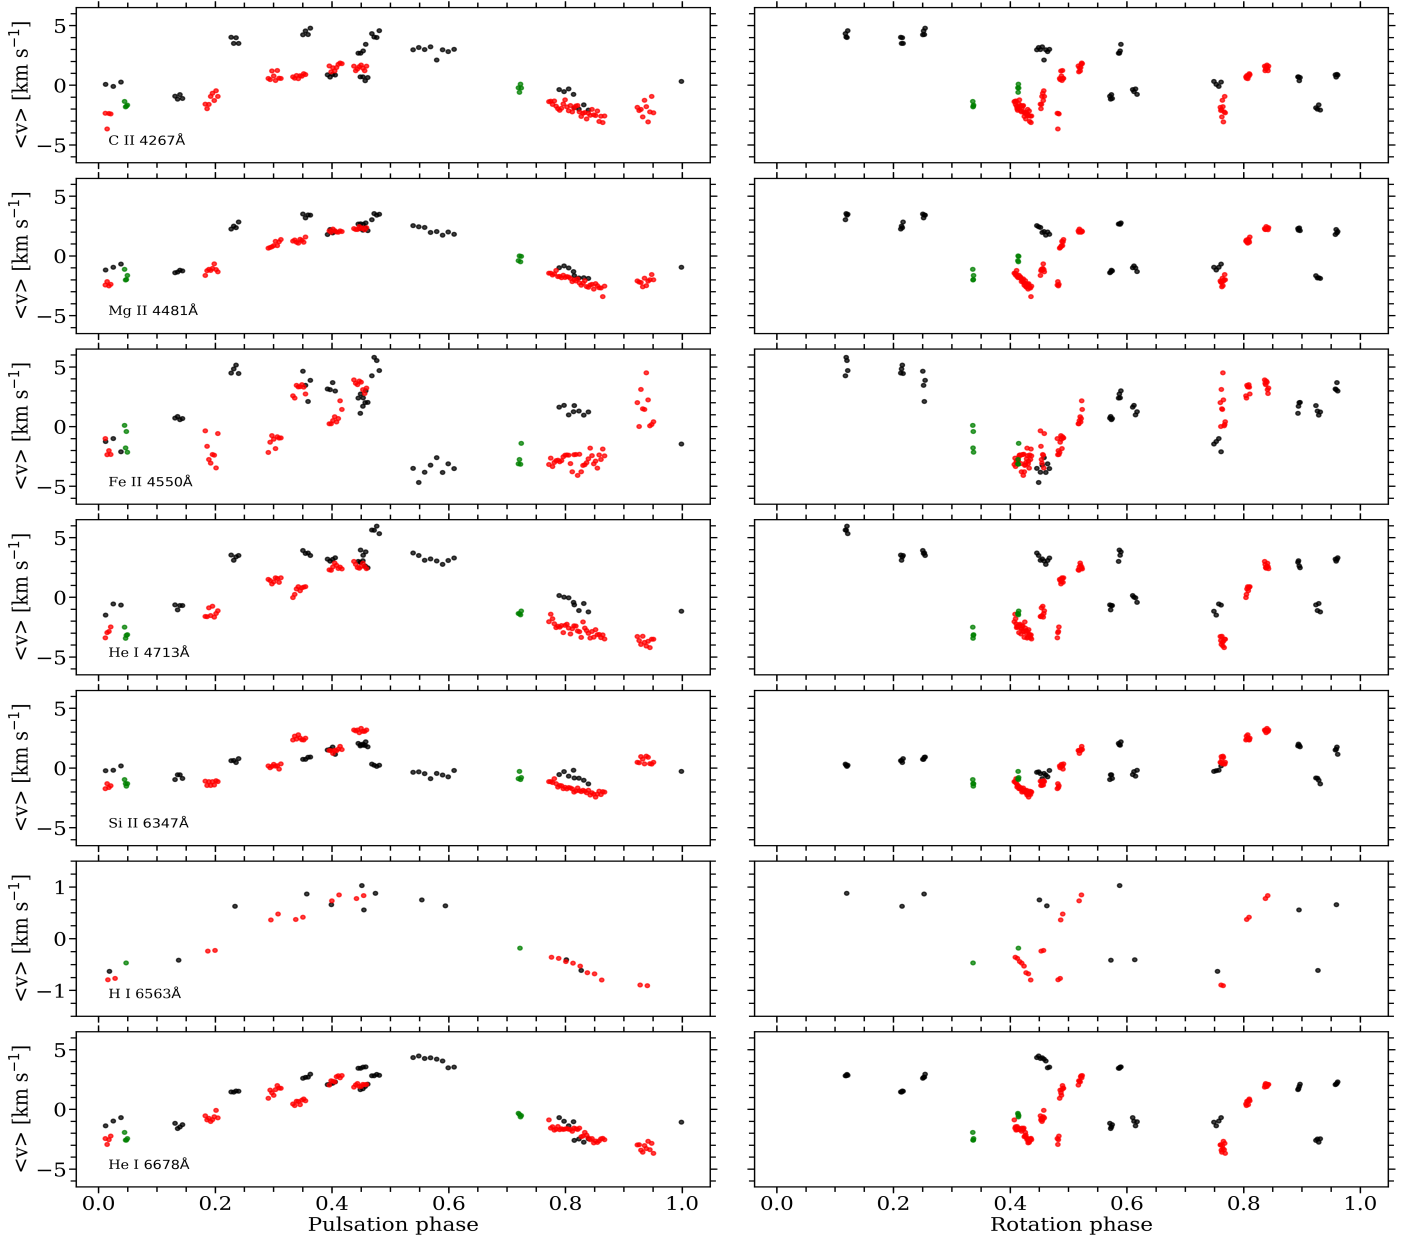 5
0
−5
<v> [km s⁻¹]
C II 4267Å
5
0
−5
<v> [km s⁻¹]
Mg II 4481Å
5
0
−5
<v> [km s⁻¹]
Fe II 4550Å
5
0
−5
<v> [km s⁻¹]
He I 4713Å
5
0
−5
<v> [km s⁻¹]
Si II 6347Å
1
0
−1
<v> [km s⁻¹]
H I 6563Å
5
0
−5
<v> [km s⁻¹]
He I 6678Å
0.0 0.2 0.4 0.6 0.8 1.0
Pulsation phase
0.0 0.2 0.4 0.6 0.8 1.0
Rotation phase